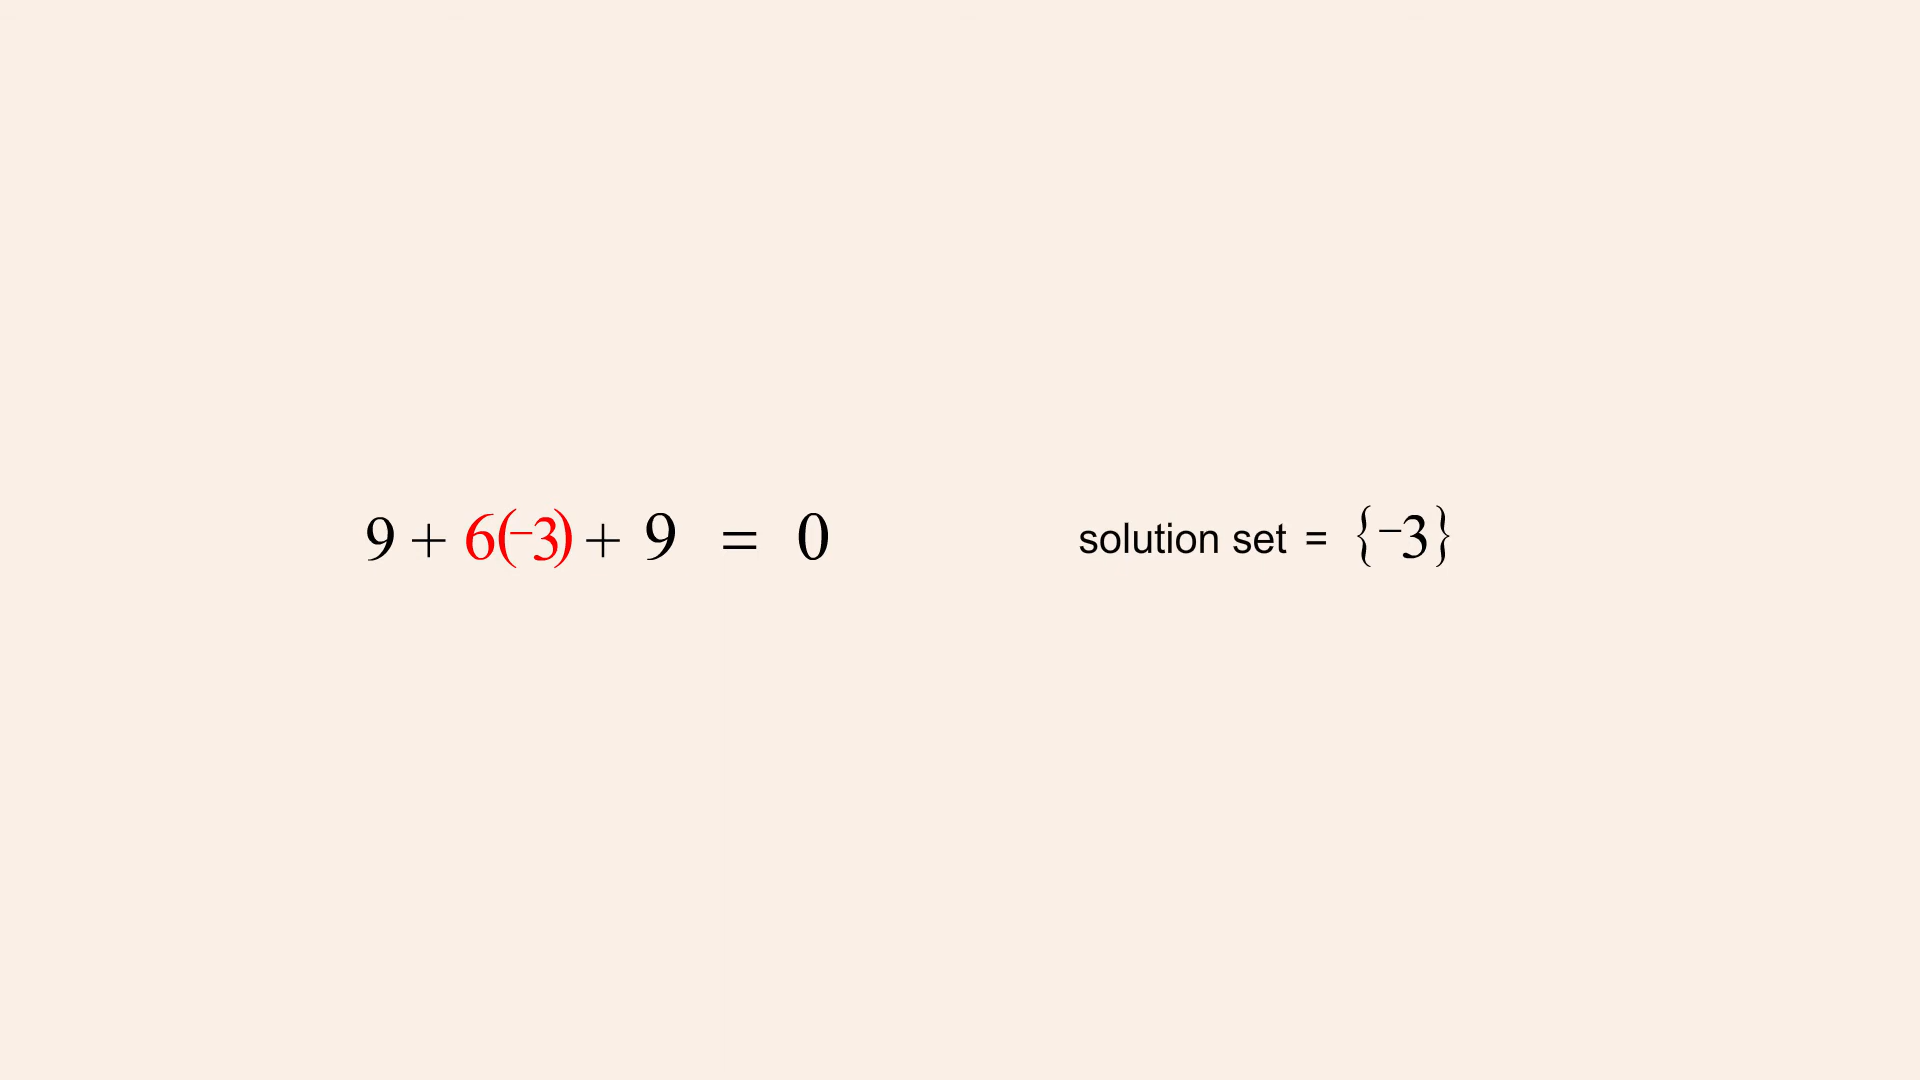 9 + 6(⁻3) + 9 = 0 solution set = {⁻3}